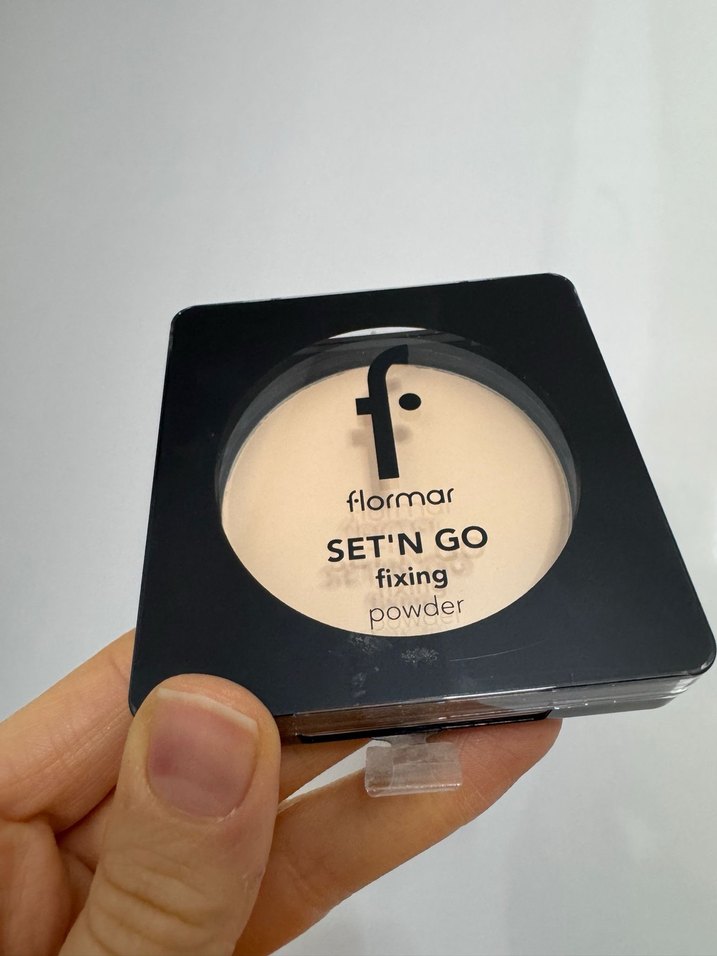 f
flormar
SET'N GO
fixing
powder